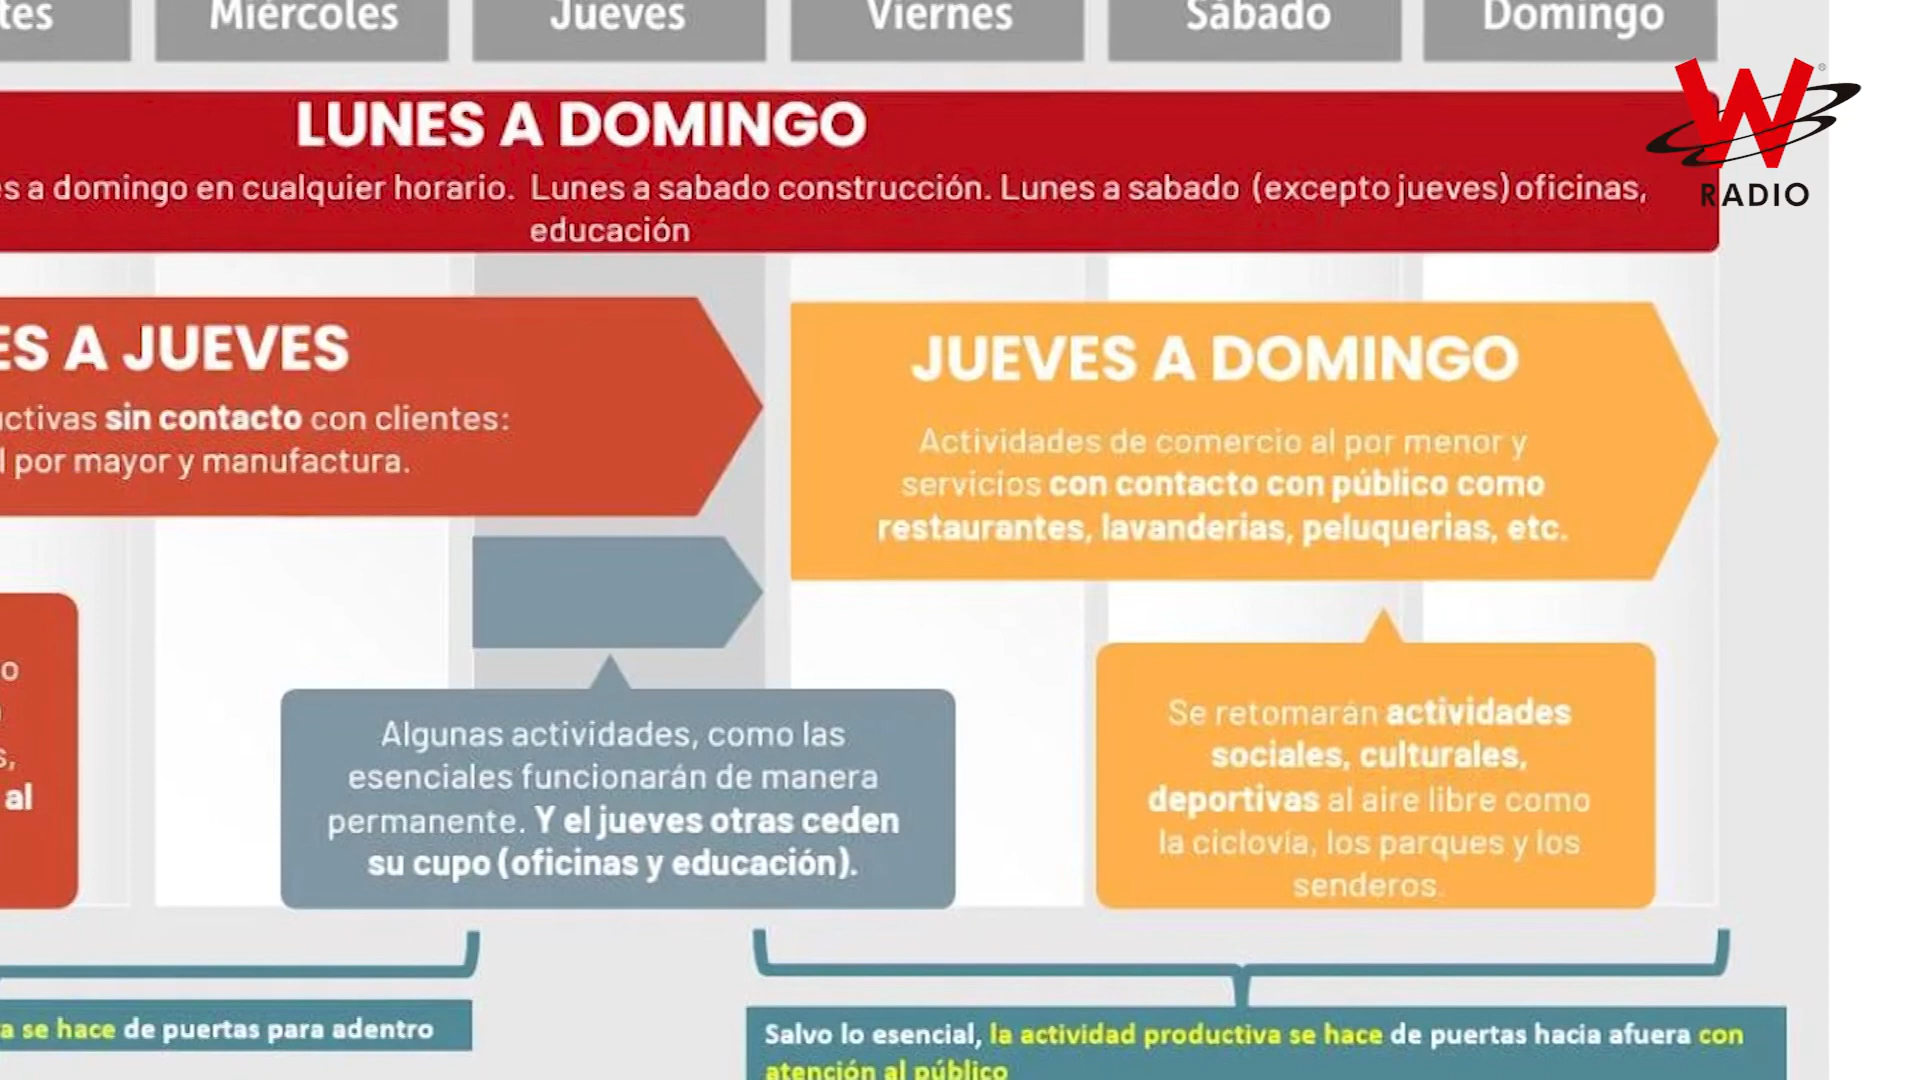 Miércoles
Jueves
Viernes
Sábado
Domingo
W
RADIO
LUNES A DOMINGO
a domingo en cualquier horario. Lunes a sabado construcción. Lunes a sabado (excepto jueves) oficinas,
educación
A JUEVES
sin contacto con clientes:
por mayor y manufactura.
JUEVES A DOMINGO
Actividades de comercio al por menor y
servicios con contacto con público como
restaurantes, lavanderias, peluquerias, etc.
al
Algunas actividades, como las
esenciales funcionarán de manera
permanente. Y el jueves otras ceden
su cupo (oficinas y educación).
Se retomarán actividades
sociales, culturales,
deportivas al aire libre como
la ciclovía, los parques y los
senderos.
se hace de puertas para adentro
Salvo lo esencial, la actividad productiva se hace de puertas hacia afuera con
atención al público